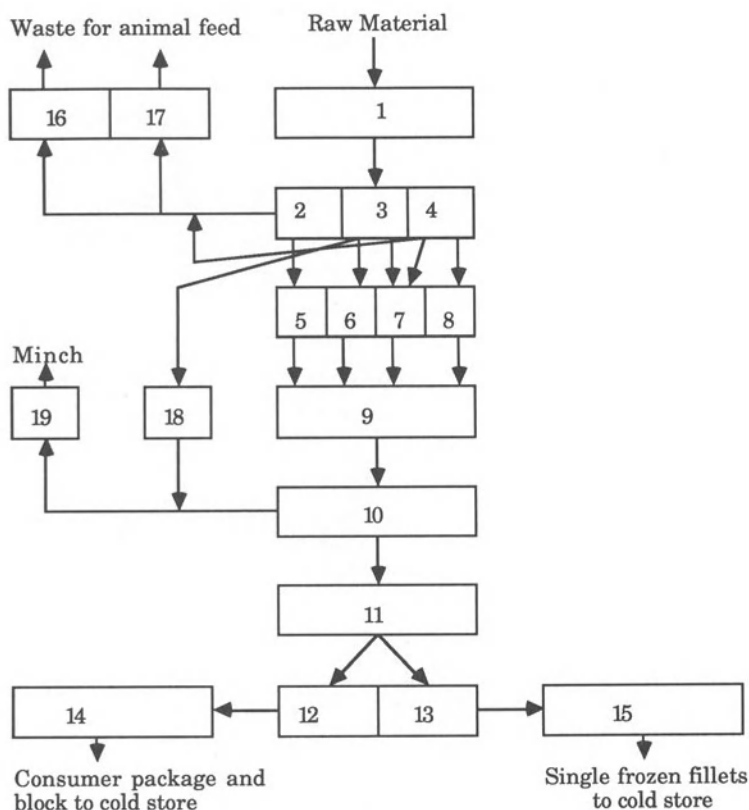 Waste for animal feed
Raw Material
16 17
1
2 3 4
5 6 7 8
Minch
19
18
9
10
11
14
12 13
15
Consumer package and
block to cold store
Single frozen fillets
to cold store